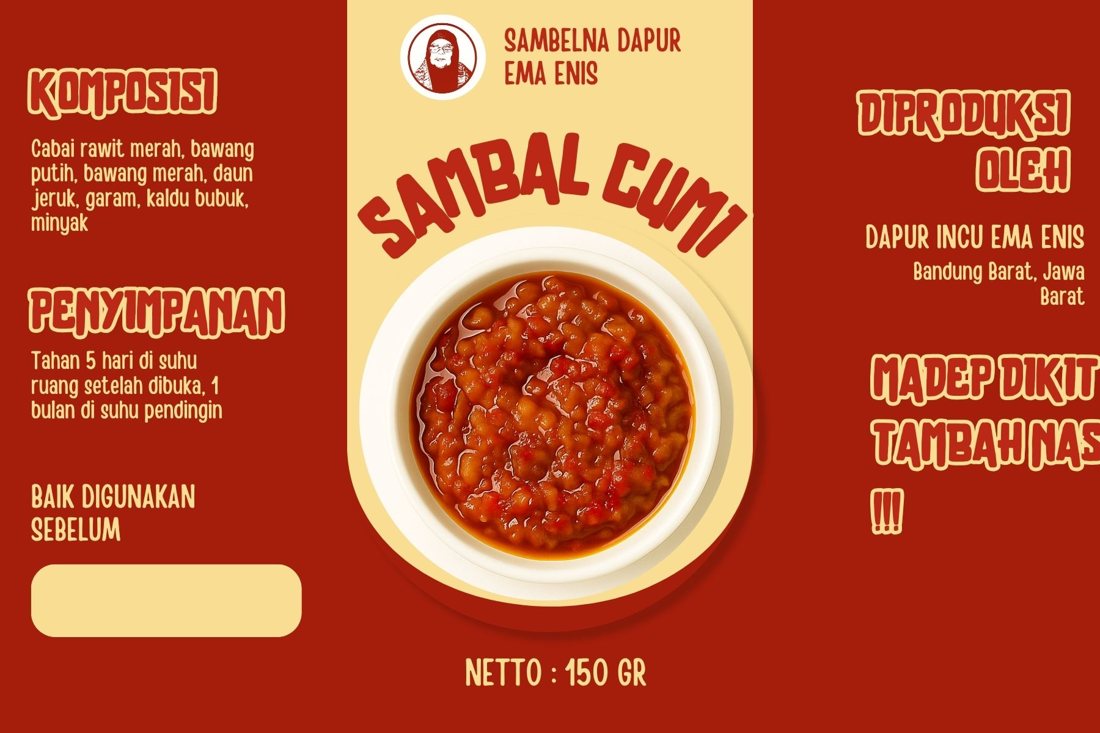 KOMPOSISI
Cabai rawit merah, bawang
putih, bawang merah, daun
jeruk, garam, kaldu bubuk,
minyak
PENYIMPANAN
Tahan 5 hari di suhu
ruang setelah dibuka, 1
bulan di suhu pendingin
BAIK DIGUNAKAN
SEBELUM
SAMBELNA DAPUR
EMA ENIS
SAMBAL CUMI
NETTO : 150 GR
DIPRODUKSI
OLEH
DAPUR INCU EMA ENIS
Bandung Barat, Jawa
Barat
MADEP DIKIT
TAMBAH NAS
!!!